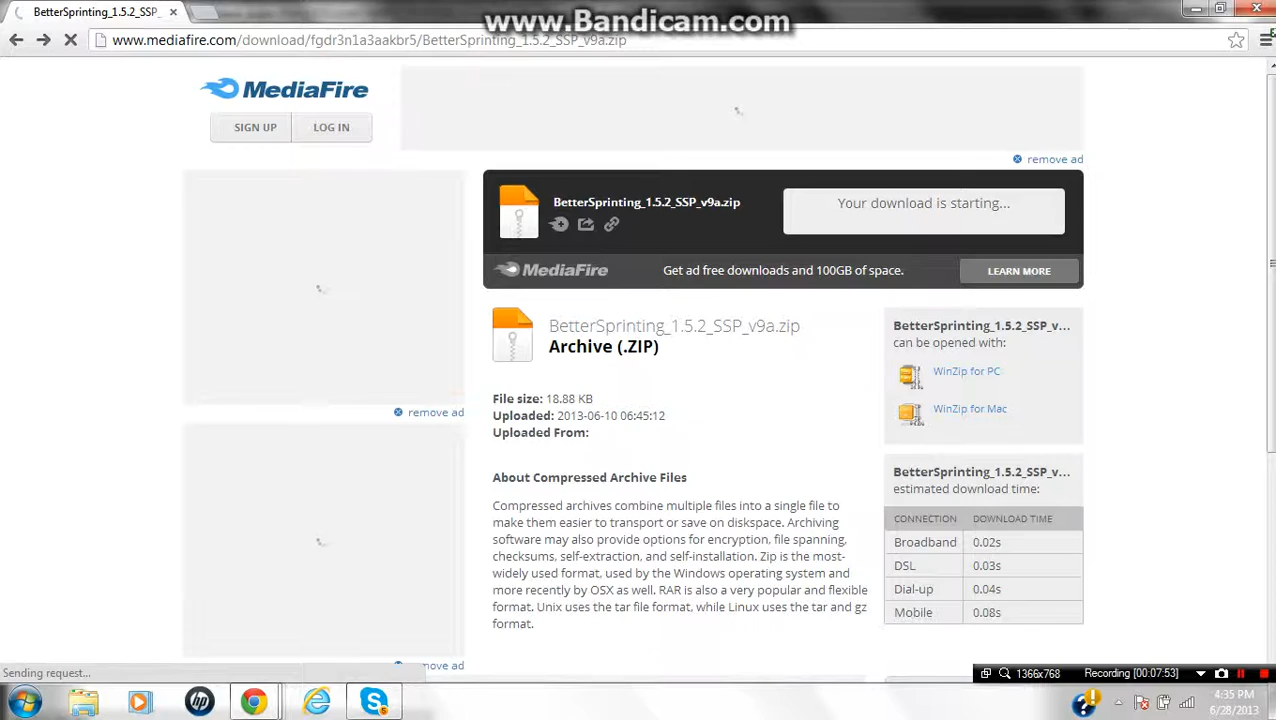 www.Bandicam.com
BetterSprinting_1.5.2_SSP_
www.mediafire.com/download/fgdr3n1a3aakbr5/BetterSprinting_1.5.2_SSP_v9a.zip
MediaFire
SIGN UP
LOG IN
remove ad
BetterSprinting_1.5.2_SSP_v9a.zip
Your download is starting...
MediaFire
Get ad free downloads and 100GB of space.
LEARN MORE
BetterSprinting_1.5.2_SSP_v9a.zip
Archive (.ZIP)
File size: 18.88 KB
Uploaded: 2013-06-10 06:45:12
Uploaded From:
About Compressed Archive Files
Compressed archives combine multiple files into a single file to
make them easier to transport or save on diskspace. Archiving
software may also provide options for encryption, file spanning,
checksums, self-extraction, and self-installation. Zip is the most-
widely used format, used by the Windows operating system and
more recently by OSX as well. RAR is also a very popular and flexible
format. Unix uses the tar file format, while Linux uses the tar and gz
format.
BetterSprinting_1.5.2_SSP_v...
can be opened with:
WinZip for PC
WinZip for Mac
BetterSprinting_1.5.2_SSP_v...
estimated download time:
CONNECTION DOWNLOAD TIME
Broadband 0.02s
DSL 0.03s
Dial-up 0.04s
Mobile 0.08s
remove ad
move ad
Sending request...
1366x768
Recording [00:07:53]
4:35 PM
6/28/2013